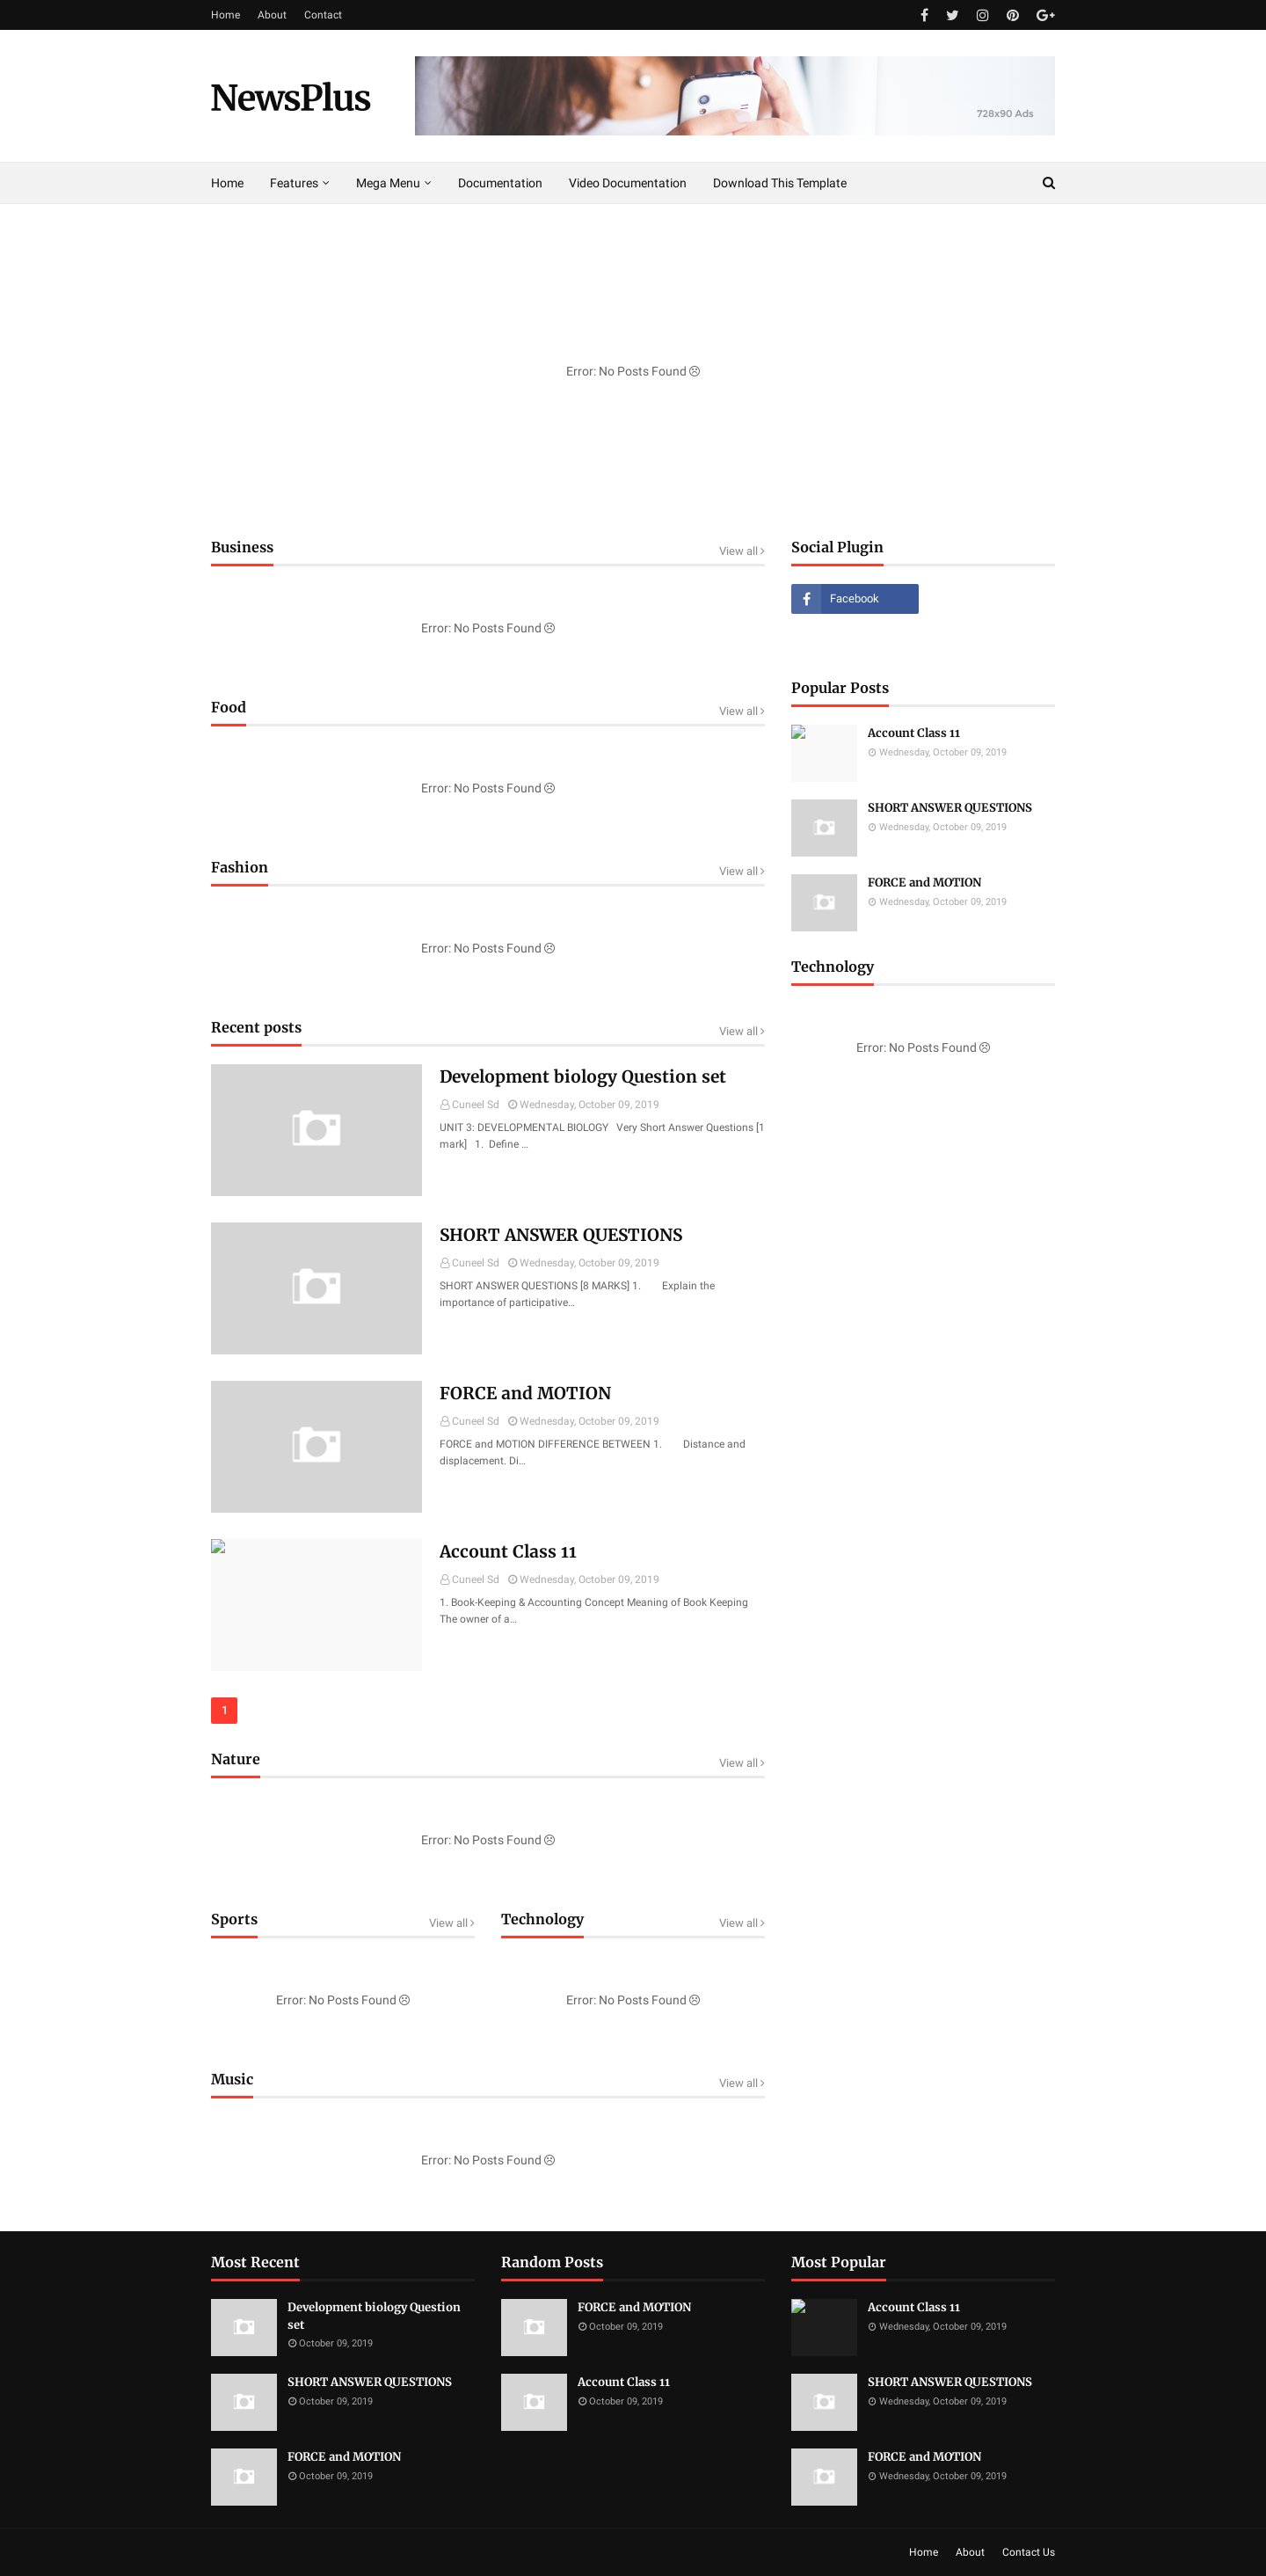 Home About Contact
NewsPlus
728x90 Ads
Home Features Mega Menu Documentation Video Documentation Download This Template
Error: No Posts Found
Business View all
Error: No Posts Found
Food View all
Error: No Posts Found
Fashion View all
Error: No Posts Found
Recent posts View all
Development biology Question set
Cuneel Sd Wednesday, October 09, 2019
UNIT 3: DEVELOPMENTAL BIOLOGY Very Short Answer Questions [1
mark] 1. Define ...
SHORT ANSWER QUESTIONS
Cuneel Sd Wednesday, October 09, 2019
SHORT ANSWER QUESTIONS [8 MARKS] 1. Explain the
importance of participative...
FORCE and MOTION
Cuneel Sd Wednesday, October 09, 2019
FORCE and MOTION DIFFERENCE BETWEEN 1. Distance and
displacement. Di...
Account Class 11
Cuneel Sd Wednesday, October 09, 2019
1. Book-Keeping & Accounting Concept Meaning of Book Keeping
The owner of a...
1
Nature View all
Error: No Posts Found
Sports View all
Error: No Posts Found
Technology View all
Error: No Posts Found
Music View all
Error: No Posts Found
Social Plugin
Facebook
Popular Posts
Account Class 11
Wednesday, October 09, 2019
SHORT ANSWER QUESTIONS
Wednesday, October 09, 2019
FORCE and MOTION
Wednesday, October 09, 2019
Technology
Error: No Posts Found
Most Recent
Development biology Question
set
October 09, 2019
SHORT ANSWER QUESTIONS
October 09, 2019
FORCE and MOTION
October 09, 2019
Random Posts
FORCE and MOTION
October 09, 2019
Account Class 11
October 09, 2019
Most Popular
Account Class 11
Wednesday, October 09, 2019
SHORT ANSWER QUESTIONS
Wednesday, October 09, 2019
FORCE and MOTION
Wednesday, October 09, 2019
Home About Contact Us